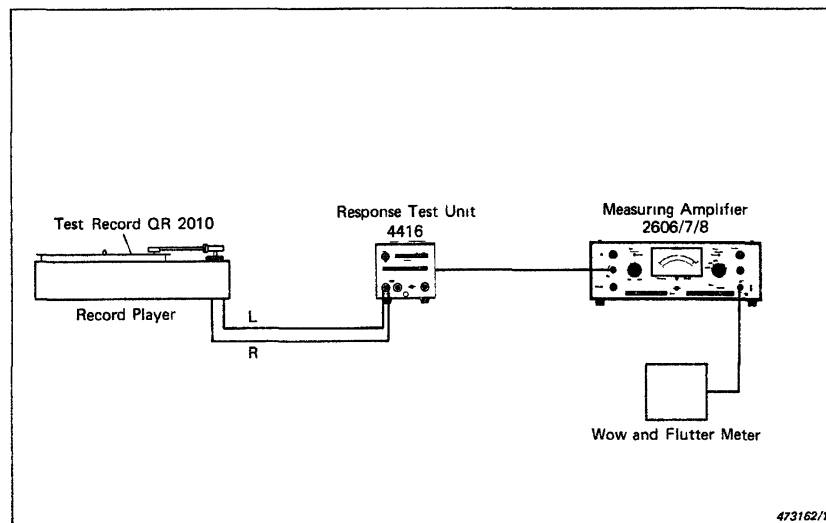 Test Record QR 2010
Record Player
L
R
Response Test Unit
4416
Measuring Amplifier
2606/7/8
Wow and Flutter Meter
473162/1